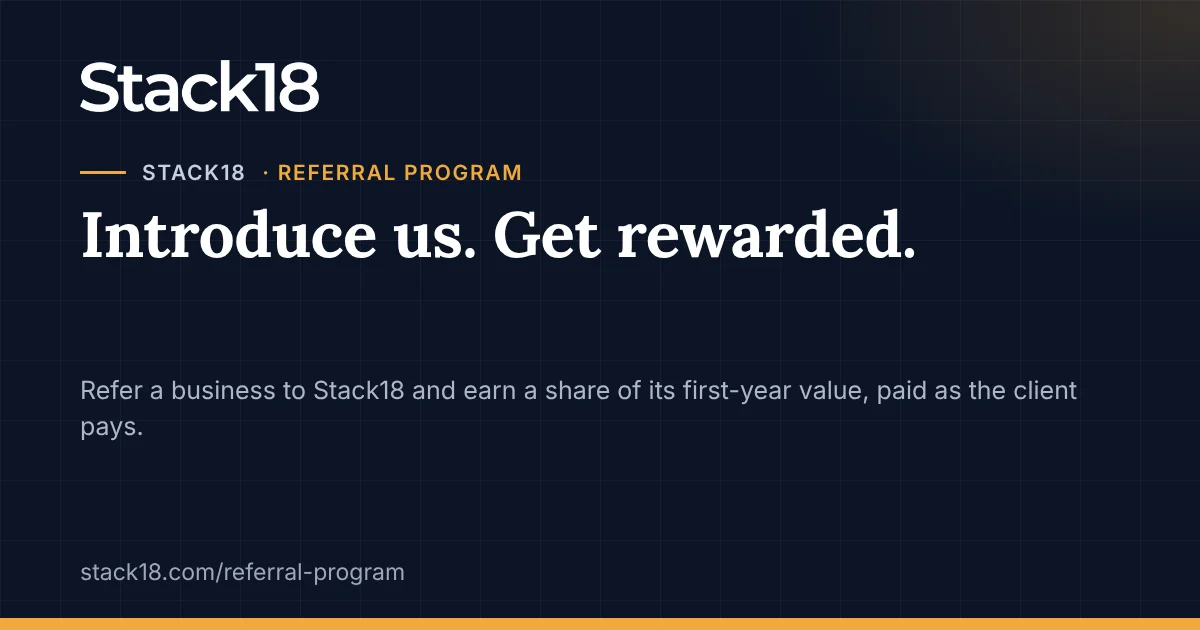 Stack18
STACK18 · REFERRAL PROGRAM
Introduce us. Get rewarded.
Refer a business to Stack18 and earn a share of its first-year value, paid as the client
pays.
stack18.com/referral-program